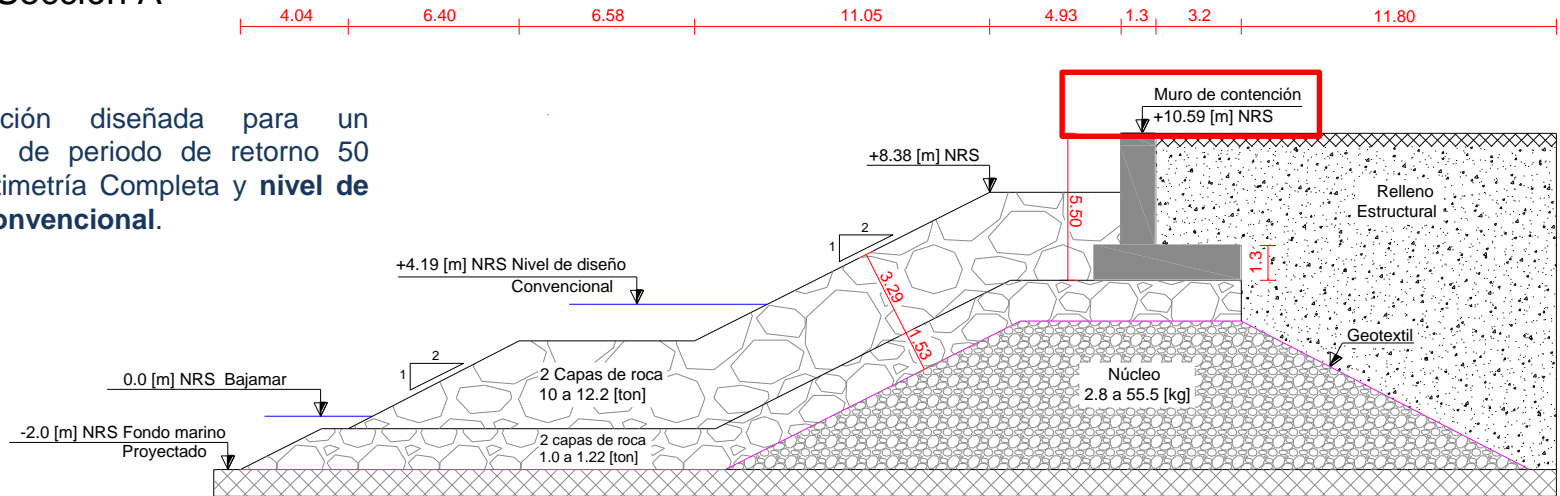 Sección A
4.04 6.40 6.58 11.05 4.93 1.3 3.2 11.80
ción diseñada para un
de periodo de retorno 50
timetría Completa y nivel de
onvencional.
Muro de contención
+10.59 [m] NRS
+8.38 [m] NRS
Relleno
Estructural
5.50
2
1
1.3
+4.19 [m] NRS Nivel de diseño
Convencional
3.29
1.53
Geotextil
2
1
2 Capas de roca
10 a 12.2 [ton]
Núcleo
2.8 a 55.5 [kg]
0.0 [m] NRS Bajamar
-2.0 [m] NRS Fondo marino
Proyectado
2 capas de roca
1.0 a 1.22 [ton]